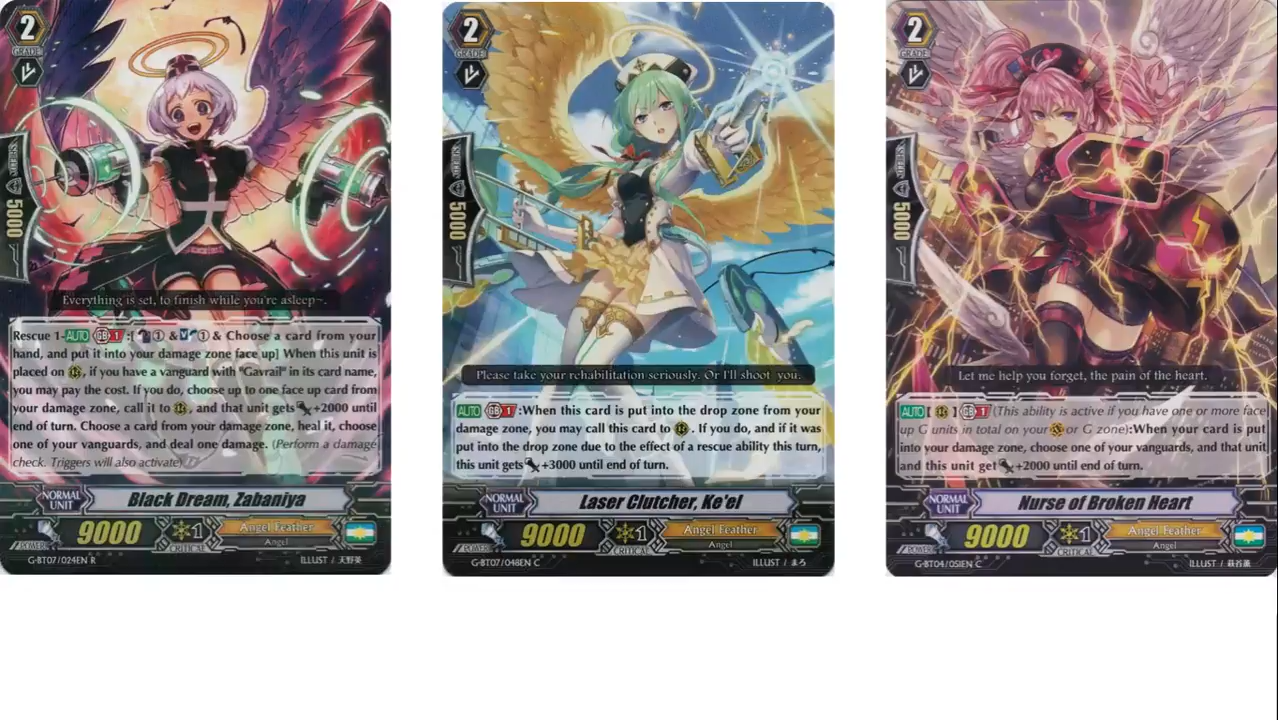 2
GRADE
5000
Everything is set, to finish while you're asleep~.
Rescue 1-AUTO GB 1 :[ 1 & 1 & Choose a card from your
hand, and put it into your damage zone face up] When this unit is
placed on , if you have a vanguard with "Gavrail" in its card name,
you may pay the cost. If you do, choose up to one face up card from
your damage zone, call it to , and that unit gets +2000 until
end of turn. Choose a card from your damage zone, heal it, choose
one of your vanguards, and deal one damage. (Perform a damage
check. Triggers will also activate)
NORMAL
UNIT
Black Dream, Zabaniya
POWER
9000
1
CRITICAL
Angel Feather
Angel
G-BT07/024EN R
ILLUST / 天野英
2
GRADE
5000
Please take your rehabilitation seriously. Or I'll shoot you.
AUTO GB 1 :When this card is put into the drop zone from your
damage zone, you may call this card to . If you do, and if it was
put into the drop zone due to the effect of a rescue ability this turn,
this unit gets +3000 until end of turn.
NORMAL
UNIT
Laser Clutcher, Ke'el
POWER
9000
1
CRITICAL
Angel Feather
Angel
G-BT07/048EN C
ILLUST / まろ
2
GRADE
5000
Let me help you forget, the pain of the heart.
AUTO [ ] GB 1 (This ability is active if you have one or more face
up G units in total on your or G zone):When your card is put
into your damage zone, choose one of your vanguards, and that unit
and this unit get +2000 until end of turn.
NORMAL
UNIT
Nurse of Broken Heart
POWER
9000
1
CRITICAL
Angel Feather
Angel
G-BT04/051EN C
ILLUST / 萩谷薫